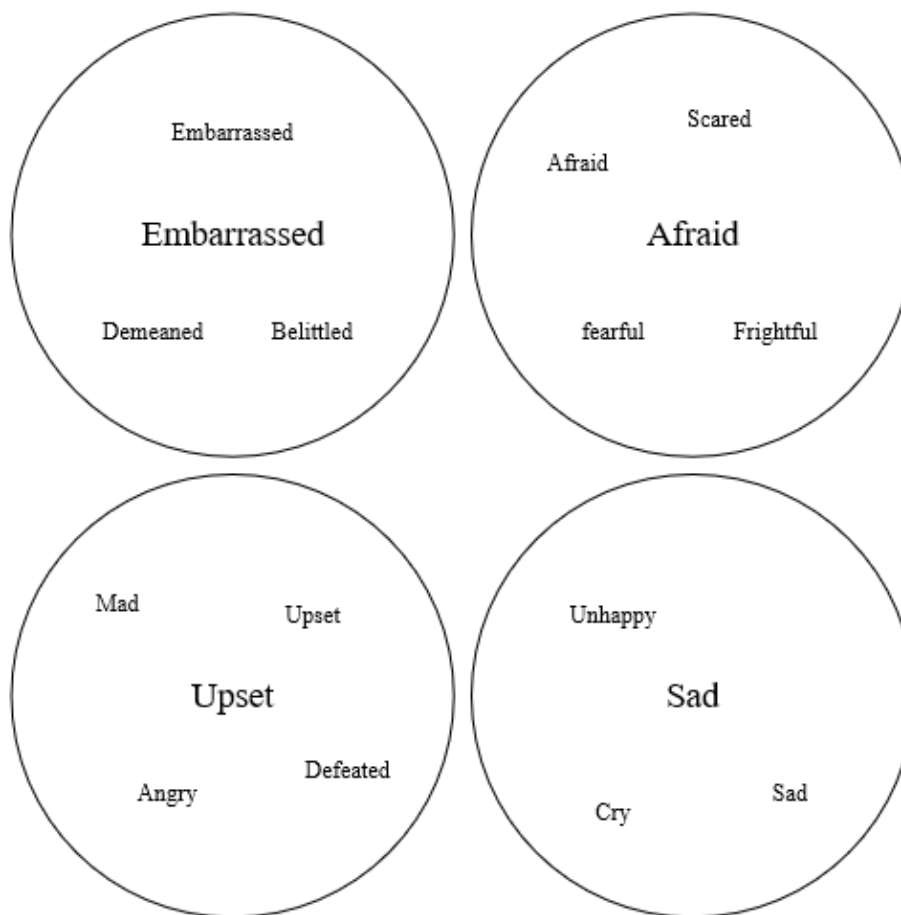 Embarrassed
Embarrassed
Demeaned
Belittled
Scared
Afraid
Afraid
fearful
Frightful
Mad
Upset
Upset
Defeated
Angry
Unhappy
Sad
Sad
Cry